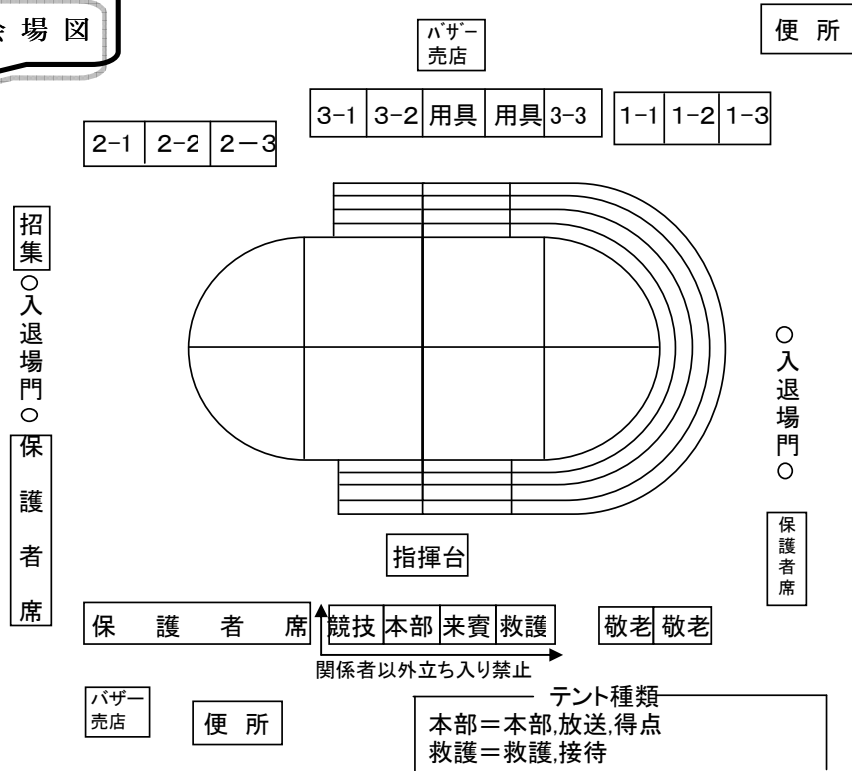 会場図
バザー
売店
便 所
3-1 3-2 用具 用具 3-3
1-1 1-2 1-3
2-1 2-2 2－3
招集
○入退場門○
保護者席
○入退場門○
保護者席
指揮台
保 護 者 席
競技 本部 来賓 救護
敬老 敬老
関係者以外立ち入り禁止
バザー
売店
便 所
テント種類
本部＝本部,放送,得点
救護＝救護,接待